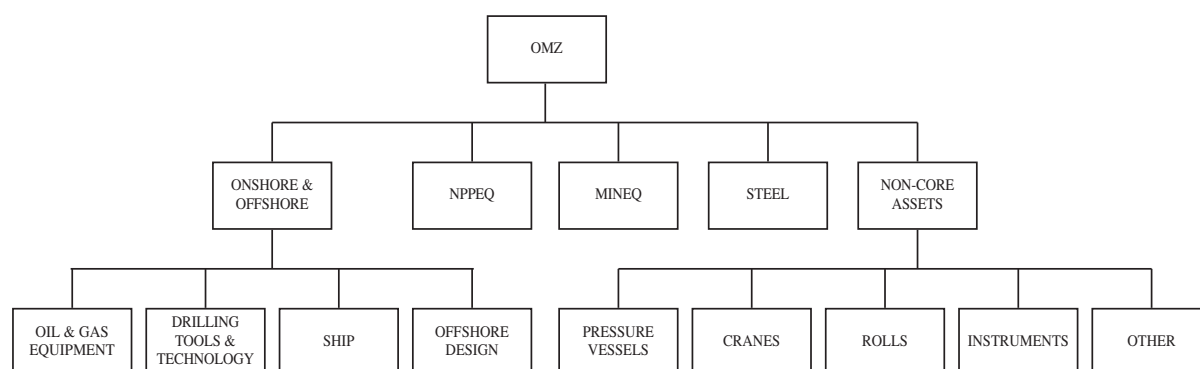 OMZ
ONSHORE &
OFFSHORE
NPPEQ
MINEQ
STEEL
NON-CORE
ASSETS
OIL & GAS
EQUIPMENT
DRILLING
TOOLS &
TECHNOLOGY
SHIP
OFFSHORE
DESIGN
PRESSURE
VESSELS
CRANES
ROLLS
INSTRUMENTS
OTHER